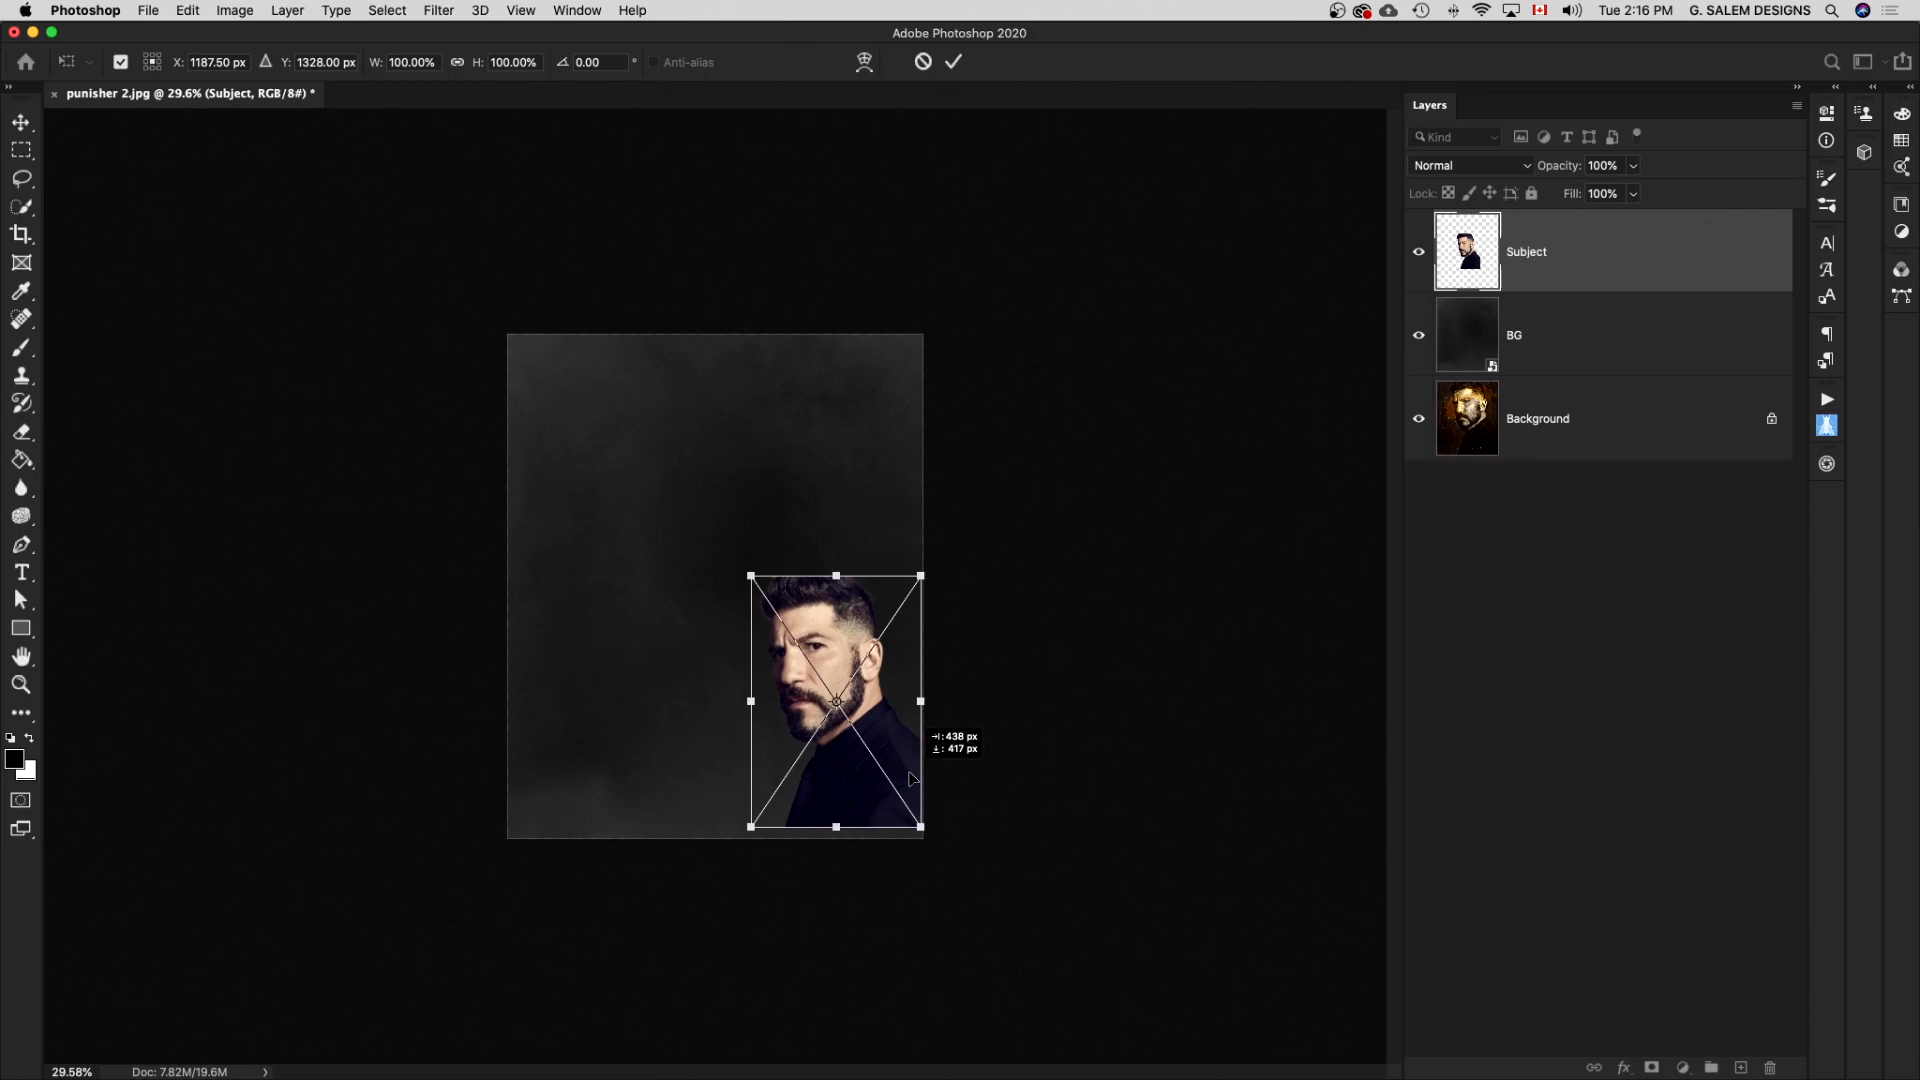 Photoshop File Edit Image Layer Type Select Filter 3D View Window Help Tue 2:16 PM G. SALEM DESIGNS
Adobe Photoshop 2020
X: 1187.50 px Y: 1328.00 px W: 100.00% H: 100.00% 0.00 ° Anti-alias
× punisher 2.jpg @ 29.6% (Subject, RGB/8#) *
Layers
Kind
Normal Opacity: 100%
Lock: Fill: 100%
Subject
BG
Background
: 438 px
: 417 px
29.58% Doc: 7.82M/19.6M